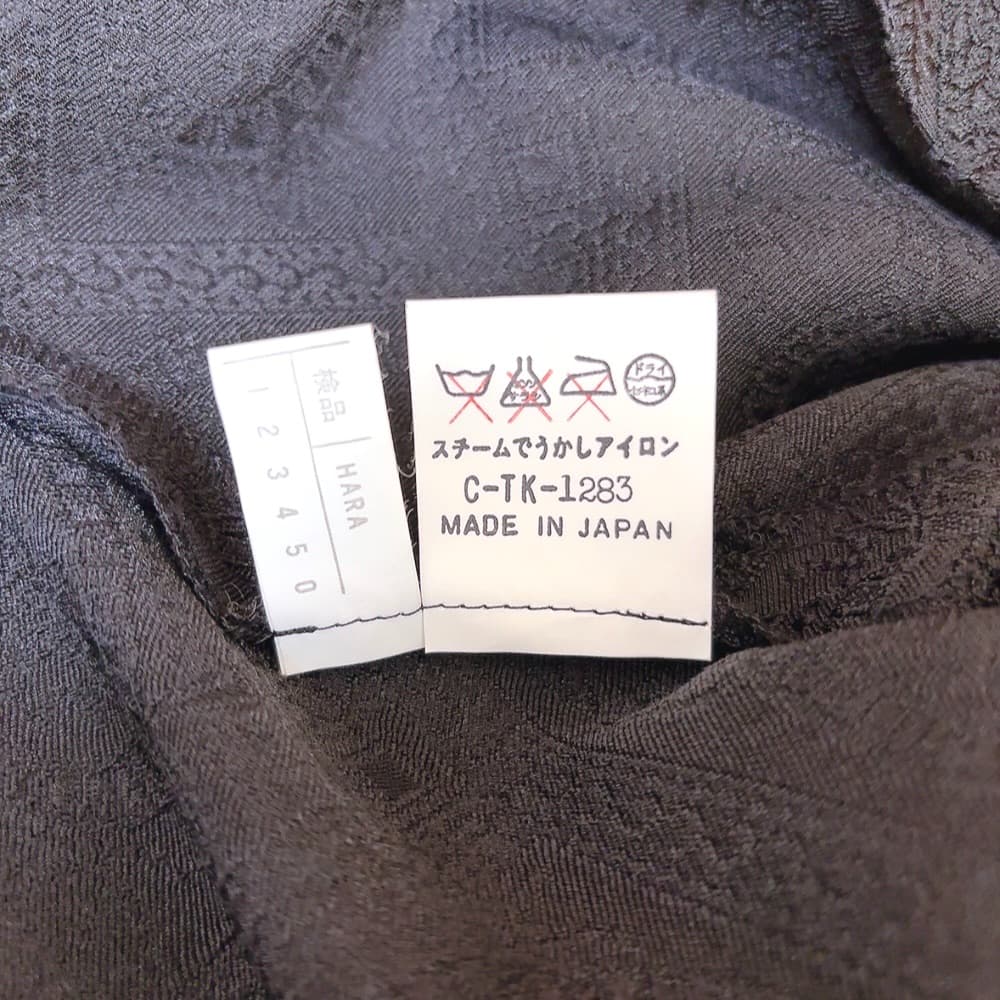 検品 HARA
1 2 3 4 5 0
エンソ
サラシ
ドライ
セキユ系
スチームでうかしアイロン
C-TK-1283
MADE IN JAPAN